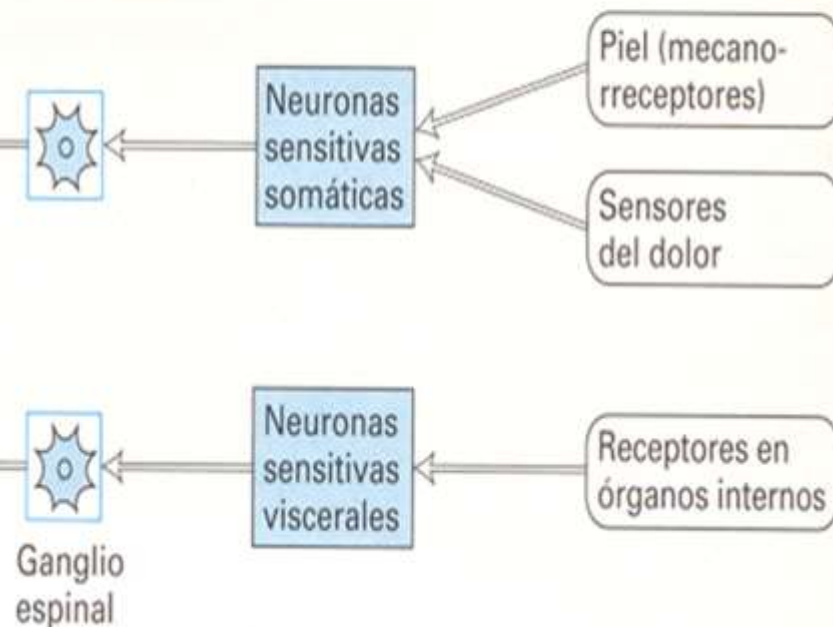 Piel (mecano-
rreceptores)
Neuronas
sensitivas
somáticas
Sensores
del dolor
Neuronas
sensitivas
viscerales
Receptores en
órganos internos
Ganglio
espinal